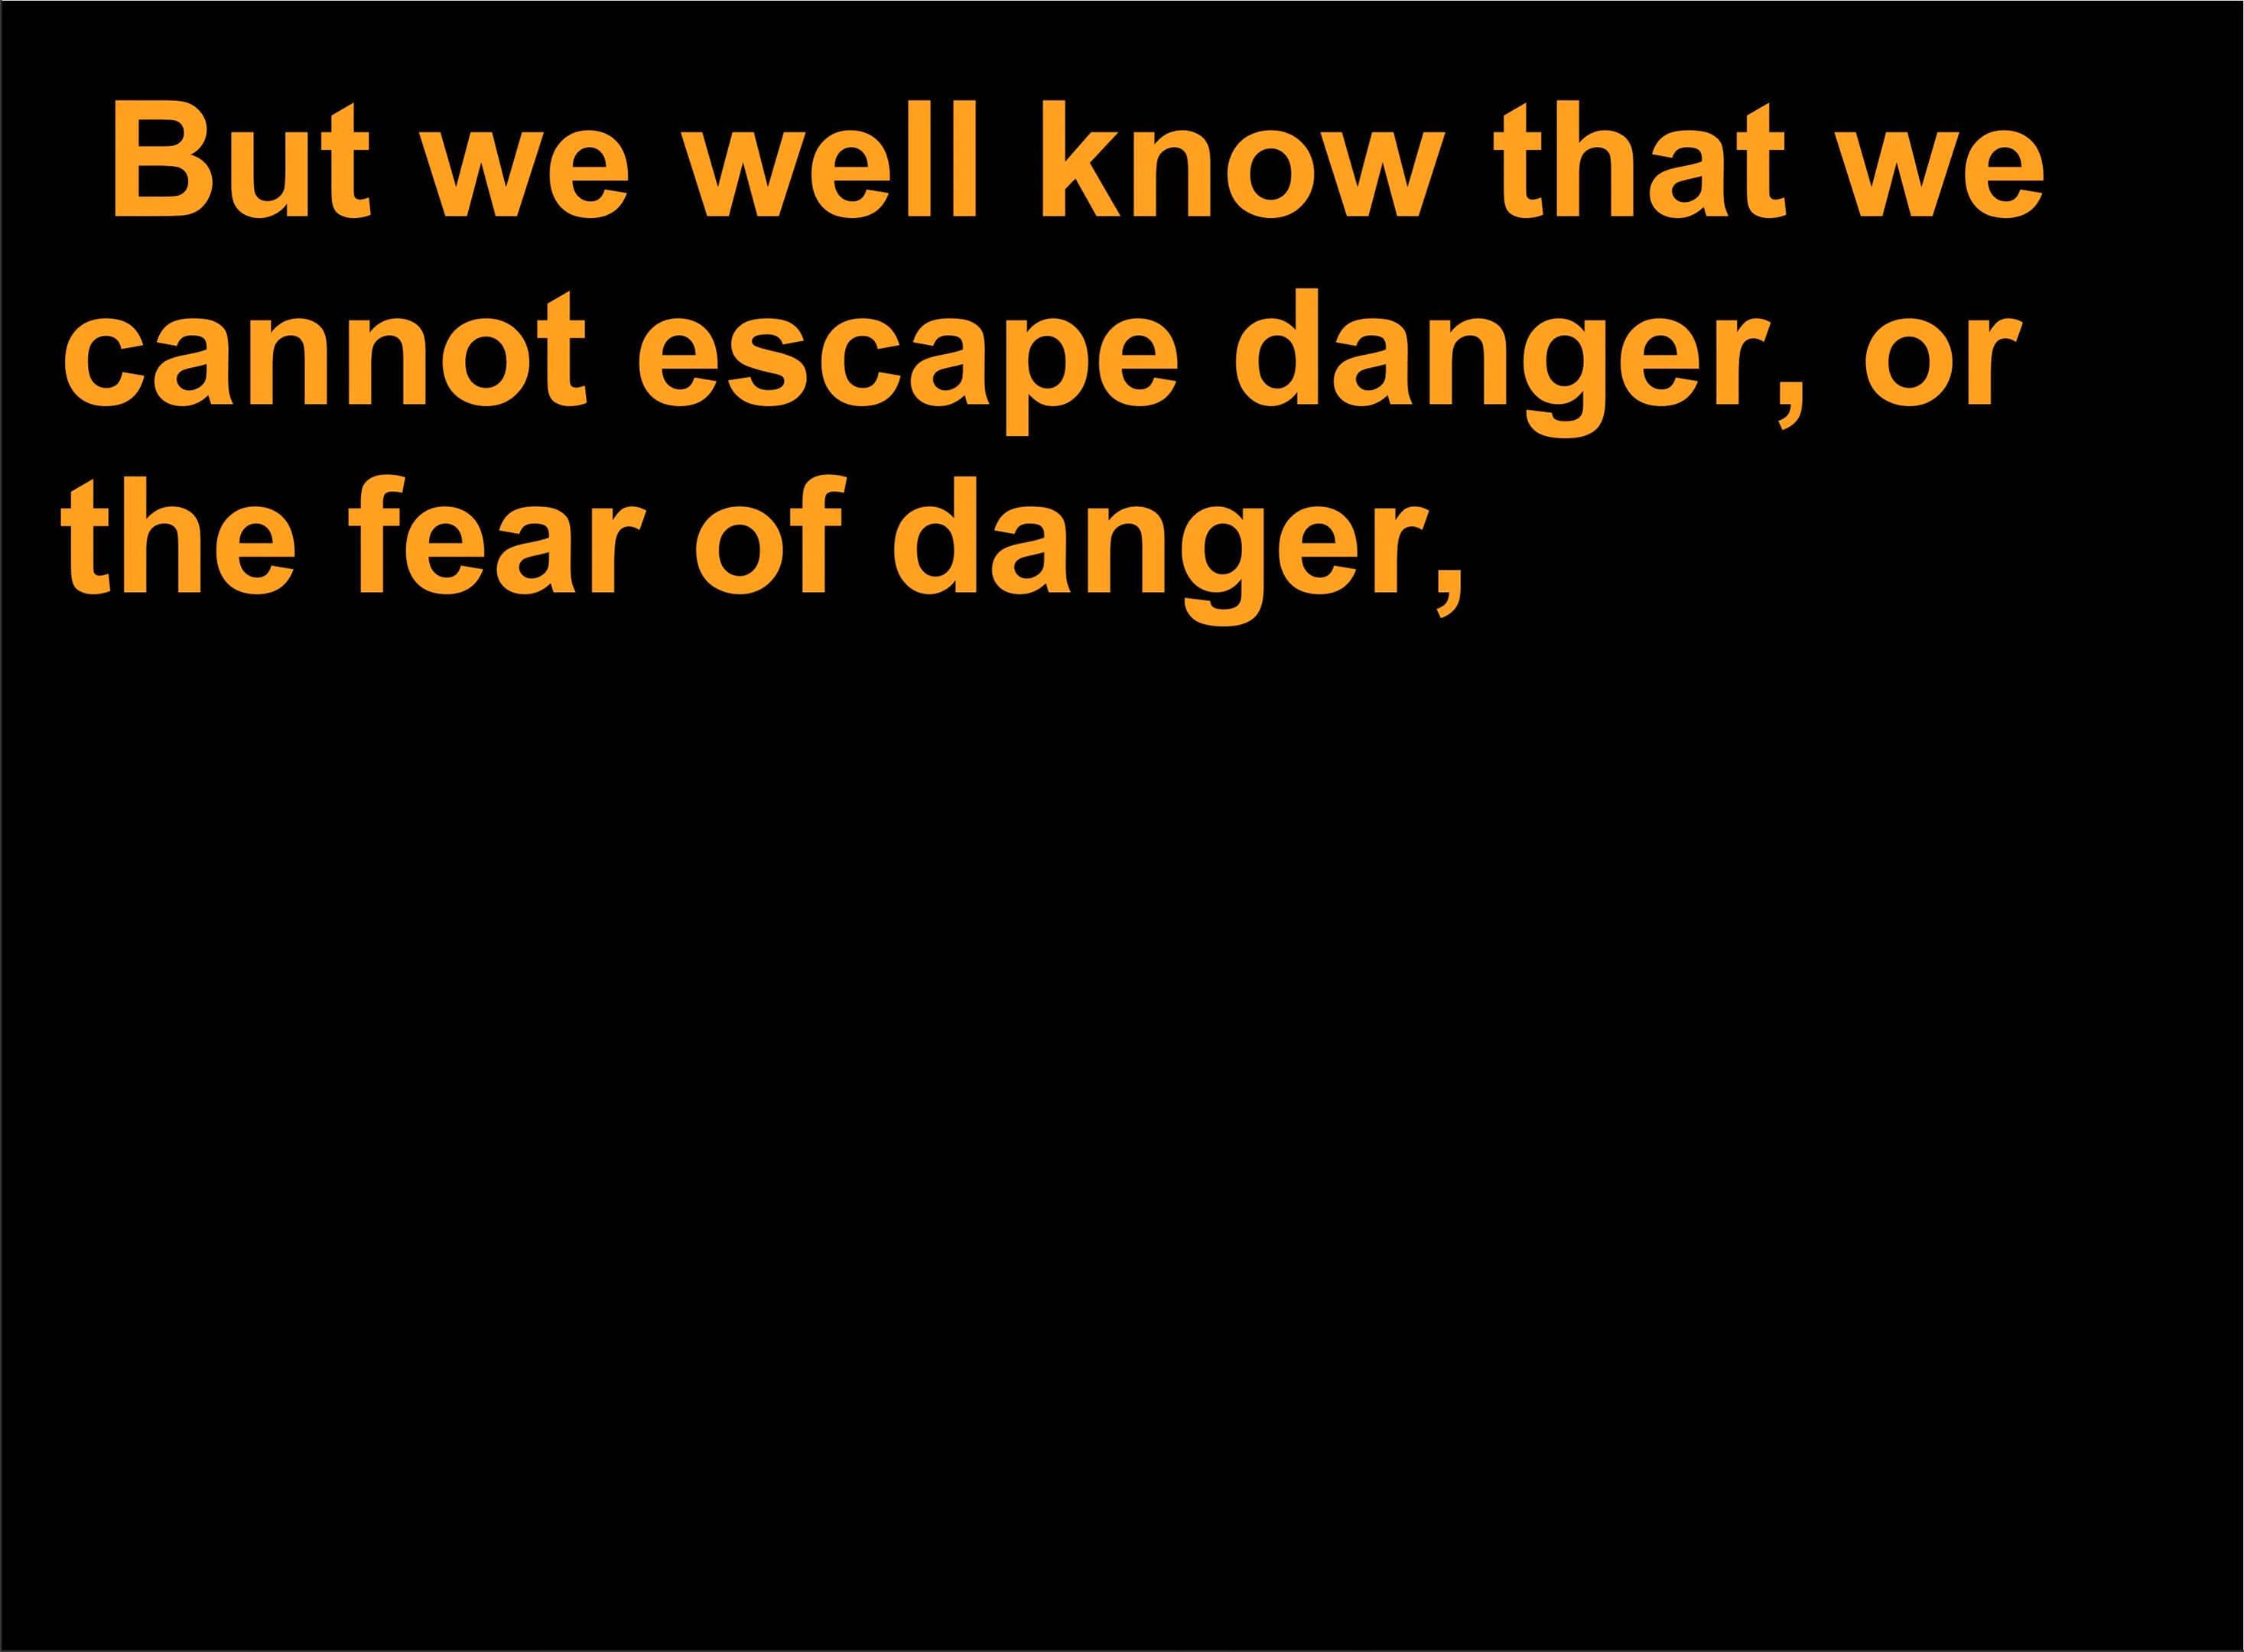 But we well know that we
cannot escape danger, or
the fear of danger,